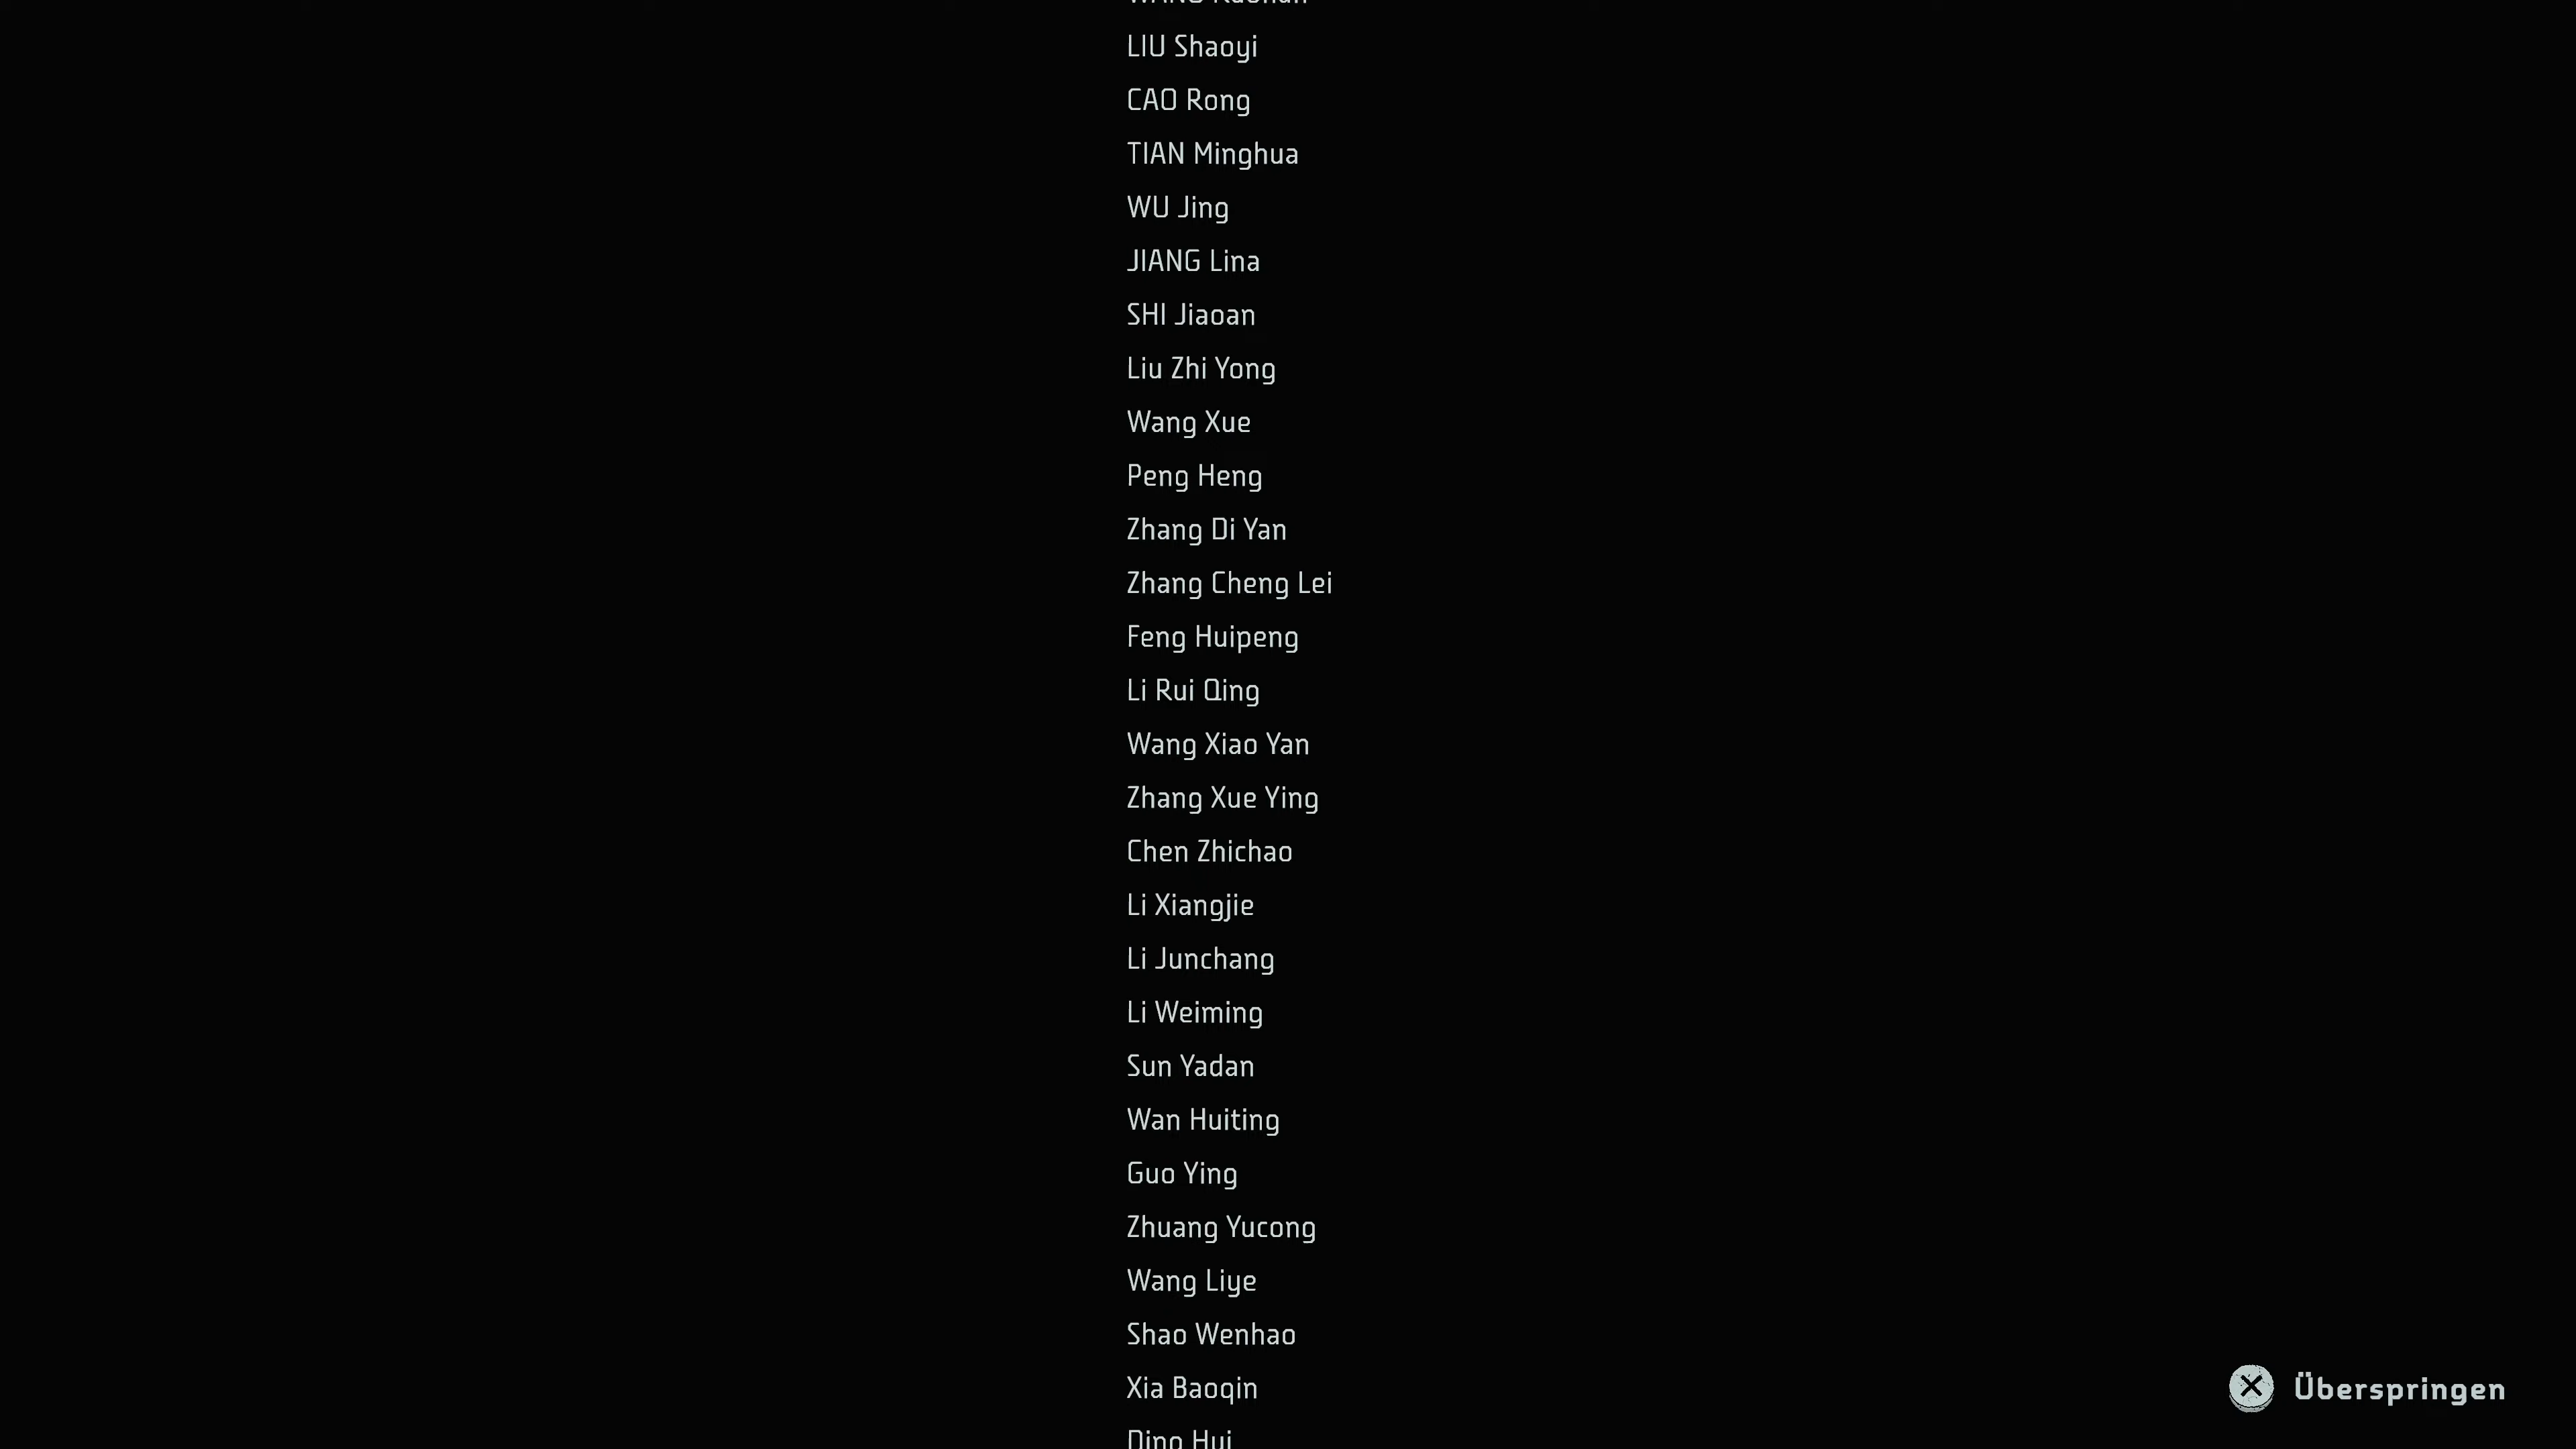 LIU Shaoyi
CAO Rong
TIAN Minghua
WU Jing
JIANG Lina
SHI Jiaoan
Liu Zhi Yong
Wang Xue
Peng Heng
Zhang Di Yan
Zhang Cheng Lei
Feng Huipeng
Li Rui Qing
Wang Xiao Yan
Zhang Xue Ying
Chen Zhichao
Li Xiangjie
Li Junchang
Li Weiming
Sun Yadan
Wan Huiting
Guo Ying
Zhuang Yucong
Wang Liye
Shao Wenhao
Xia Baoqin
Überspringen